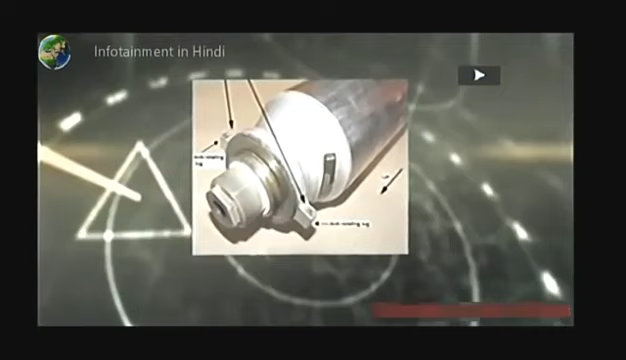 Infotainment in Hindi
Anti-rotating
lug
Anti-rotating lug